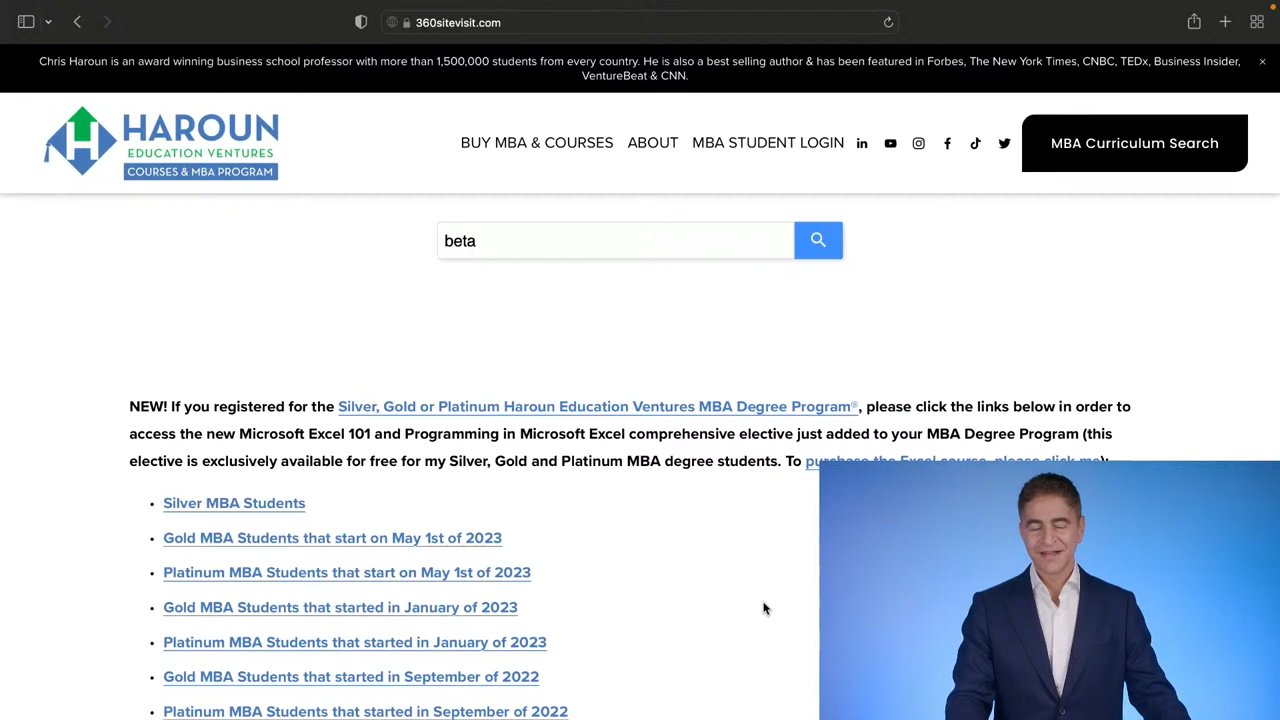 360sitevisit.com
Chris Haroun is an award winning business school professor with more than 1,500,000 students from every country. He is also a best selling author & has been featured in Forbes, The New York Times, CNBC, TEDx, Business Insider,
VentureBeat & CNN.
HAROUN
EDUCATION VENTURES
COURSES & MBA PROGRAM
BUY MBA & COURSES ABOUT MBA STUDENT LOGIN
MBA Curriculum Search
beta
NEW! If you registered for the Silver, Gold or Platinum Haroun Education Ventures MBA Degree Program®, please click the links below in order to
access the new Microsoft Excel 101 and Programming in Microsoft Excel comprehensive elective just added to your MBA Degree Program (this
elective is exclusively available for free for my Silver, Gold and Platinum MBA degree students. To purchase the Excel course, please click me):
• Silver MBA Students
• Gold MBA Students that start on May 1st of 2023
• Platinum MBA Students that start on May 1st of 2023
• Gold MBA Students that started in January of 2023
• Platinum MBA Students that started in January of 2023
• Gold MBA Students that started in September of 2022
• Platinum MBA Students that started in September of 2022